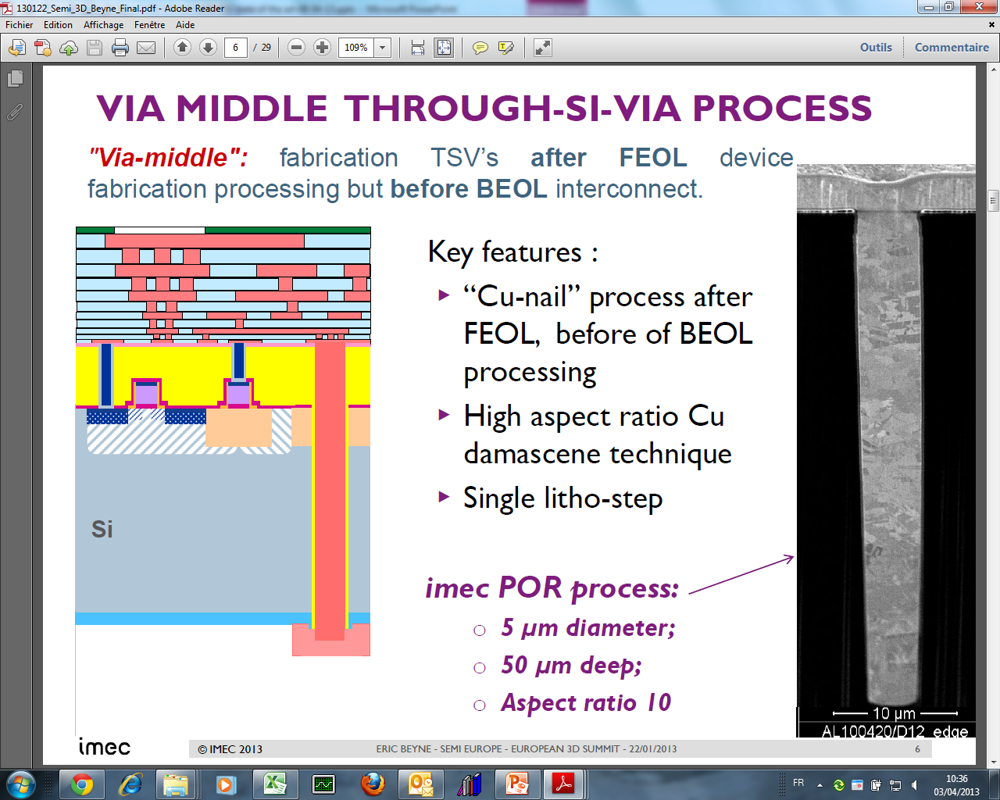 130122_Semi_3D_Beyne_Final.pdf - Adobe Reader
Fichier Edition Affichage Fenêtre Aide
6 / 29 109% Outils Commentaire
VIA MIDDLE THROUGH-SI-VIA PROCESS
"Via-middle": fabrication TSV's after FEOL device
fabrication processing but before BEOL interconnect.
Key features :
“Cu-nail” process after
FEOL, before of BEOL
processing
High aspect ratio Cu
damascene technique
Single litho-step
Si
imec POR process:
5 µm diameter;
50 µm deep;
Aspect ratio 10
10 µm
AL100420/D12 edge
imec
© IMEC 2013 ERIC BEYNE - SEMI EUROPE - EUROPEAN 3D SUMMIT - 22/01/2013 6
FR 10:36
03/04/2013